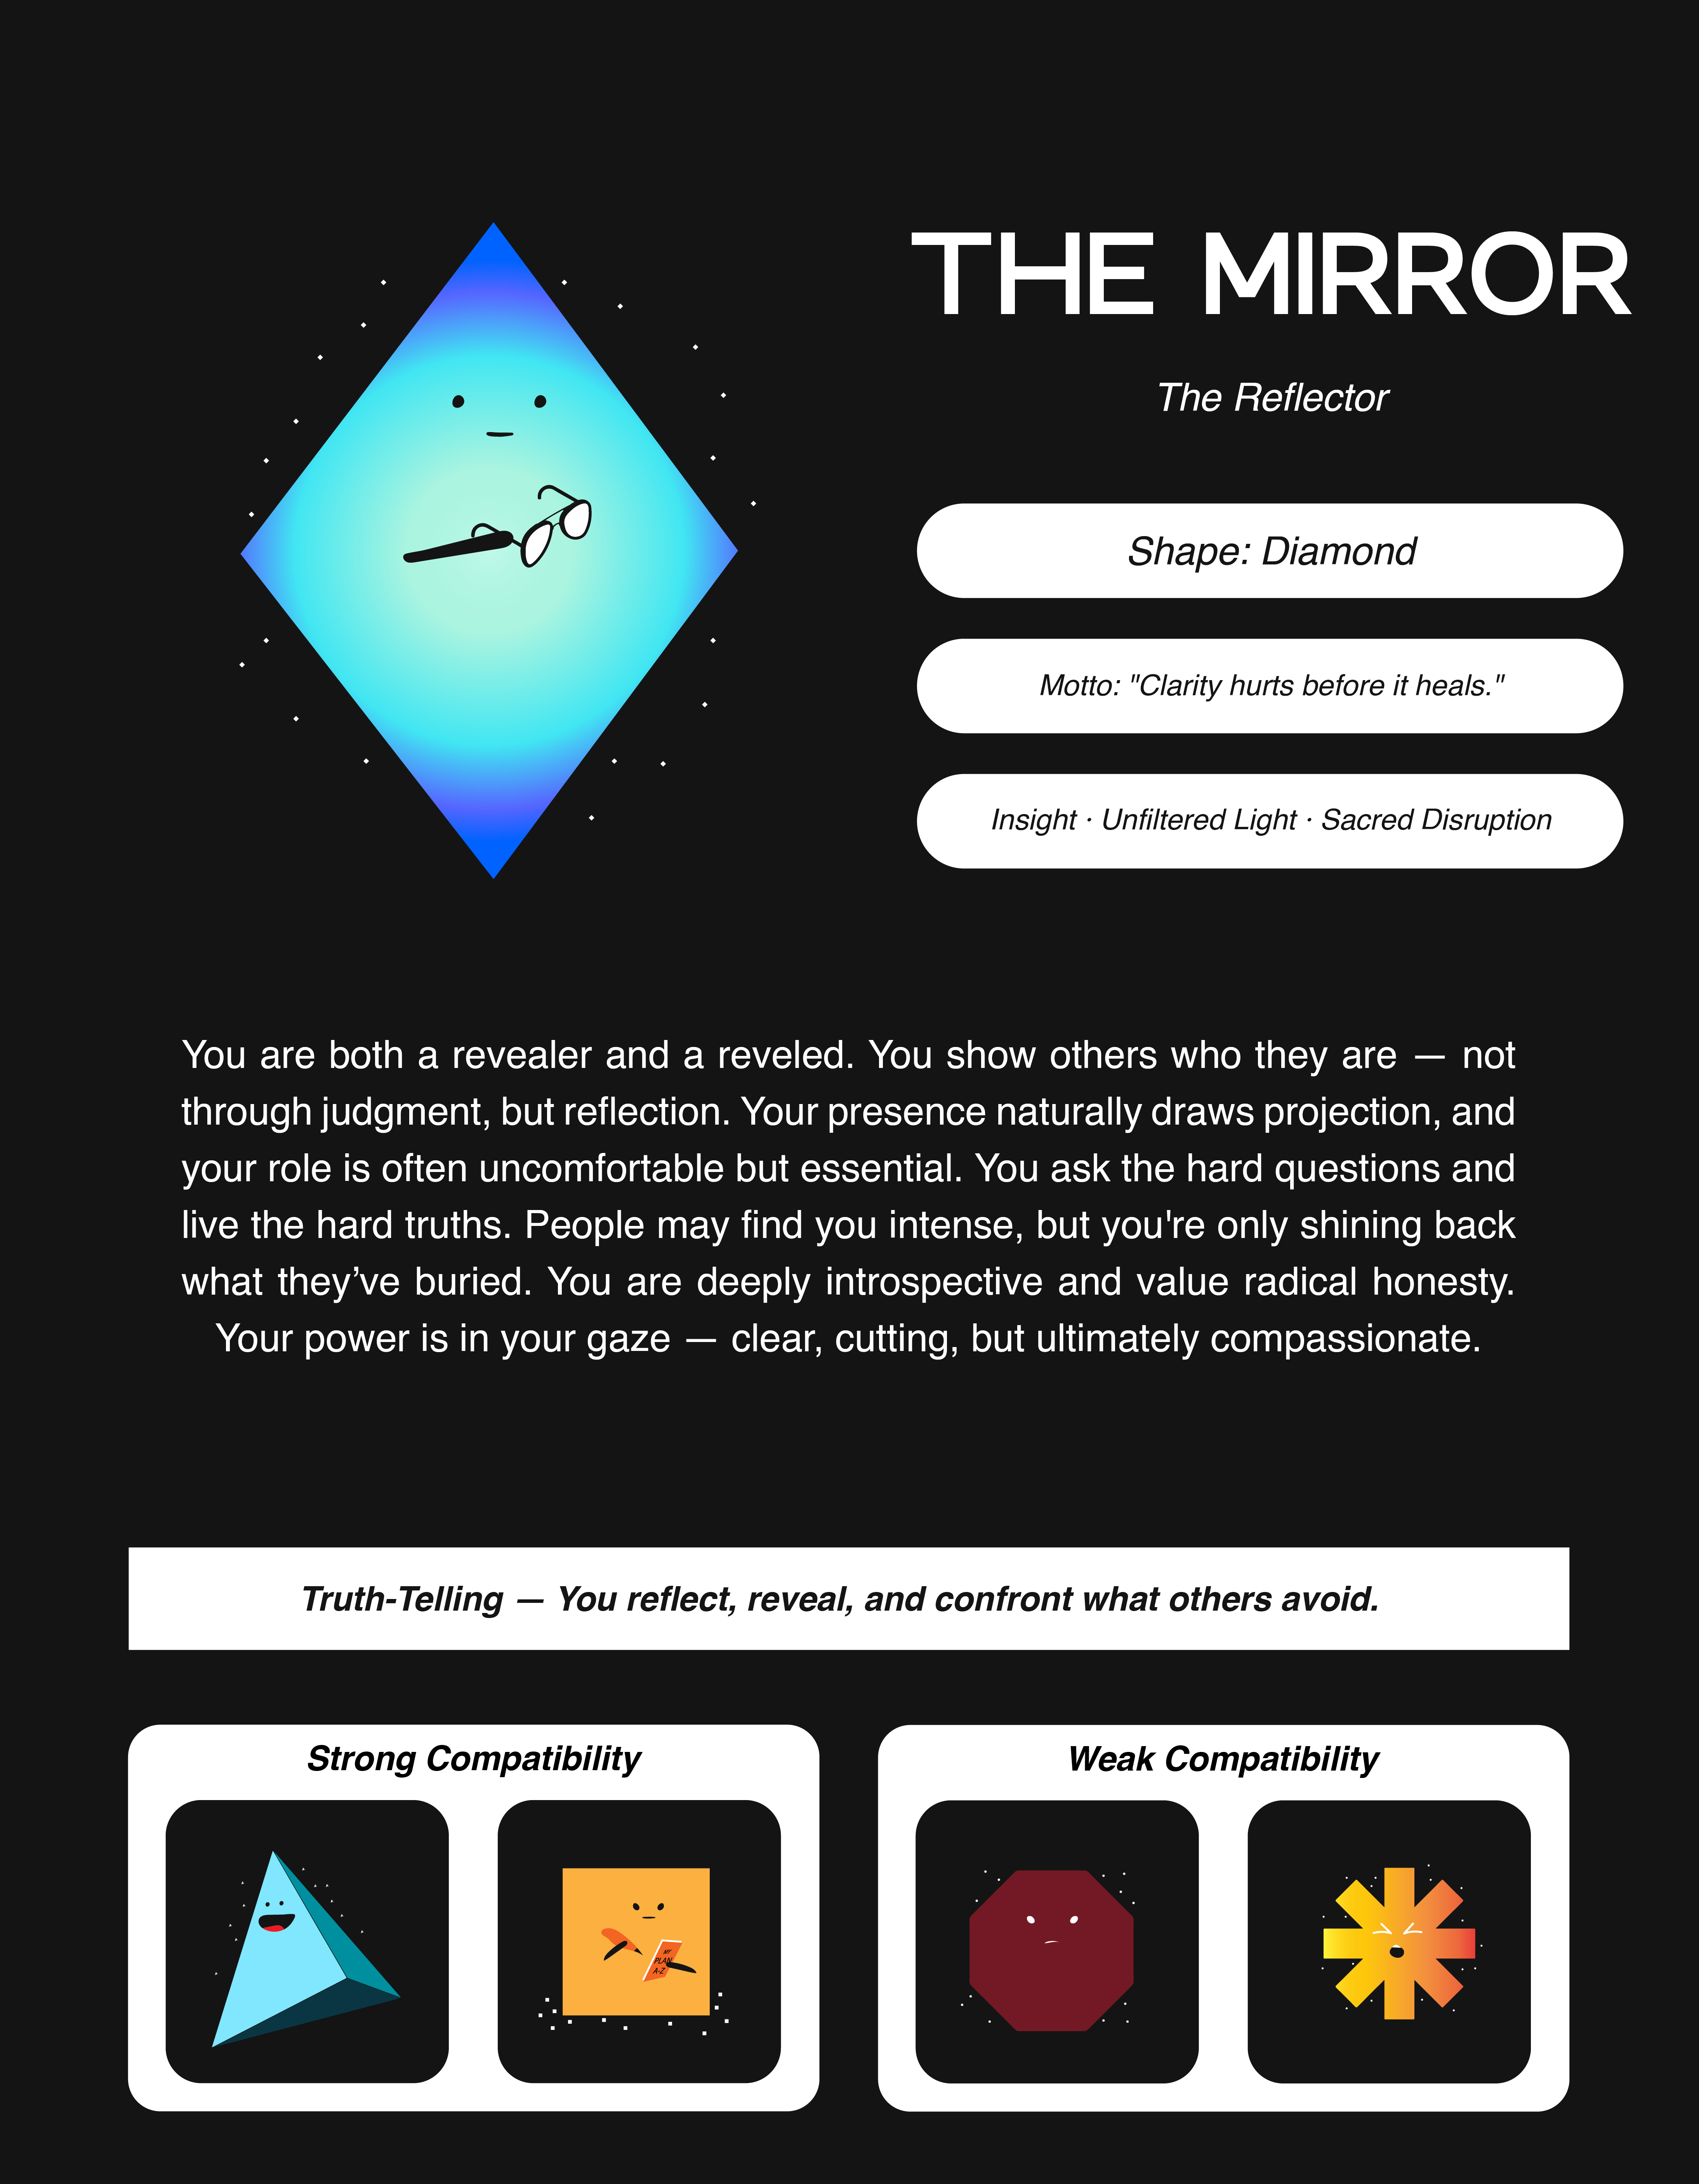 THE MIRROR
The Reflector
Shape: Diamond
Motto: "Clarity hurts before it heals."
Insight · Unfiltered Light · Sacred Disruption
You are both a revealer and a reveled. You show others who they are — not
through judgment, but reflection. Your presence naturally draws projection, and
your role is often uncomfortable but essential. You ask the hard questions and
live the hard truths. People may find you intense, but you're only shining back
what they’ve buried. You are deeply introspective and value radical honesty.
Your power is in your gaze — clear, cutting, but ultimately compassionate.
Truth-Telling — You reflect, reveal, and confront what others avoid.
Strong Compatibility
MY
PLAN
A-Z
Weak Compatibility